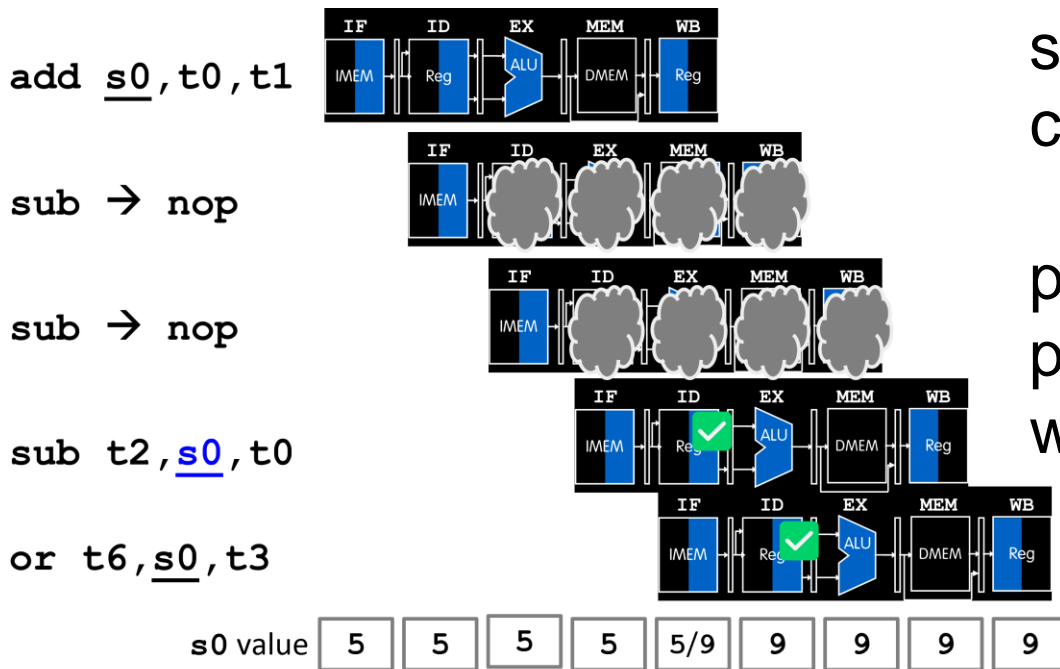 IF ID EX MEM WB
add s0,t0,t1
IMEM Reg ALU DMEM Reg
s
c
IF ID EX MEM WB
sub → nop
IMEM
IF ID EX MEM WB
sub → nop
IMEM
p
p
w
IF ID EX MEM WB
sub t2,s0,t0
IMEM Reg ALU DMEM Reg
IF ID EX MEM WB
or t6,s0,t3
IMEM Reg ALU DMEM Reg
s0 value 5 5 5 5 5/9 9 9 9 9